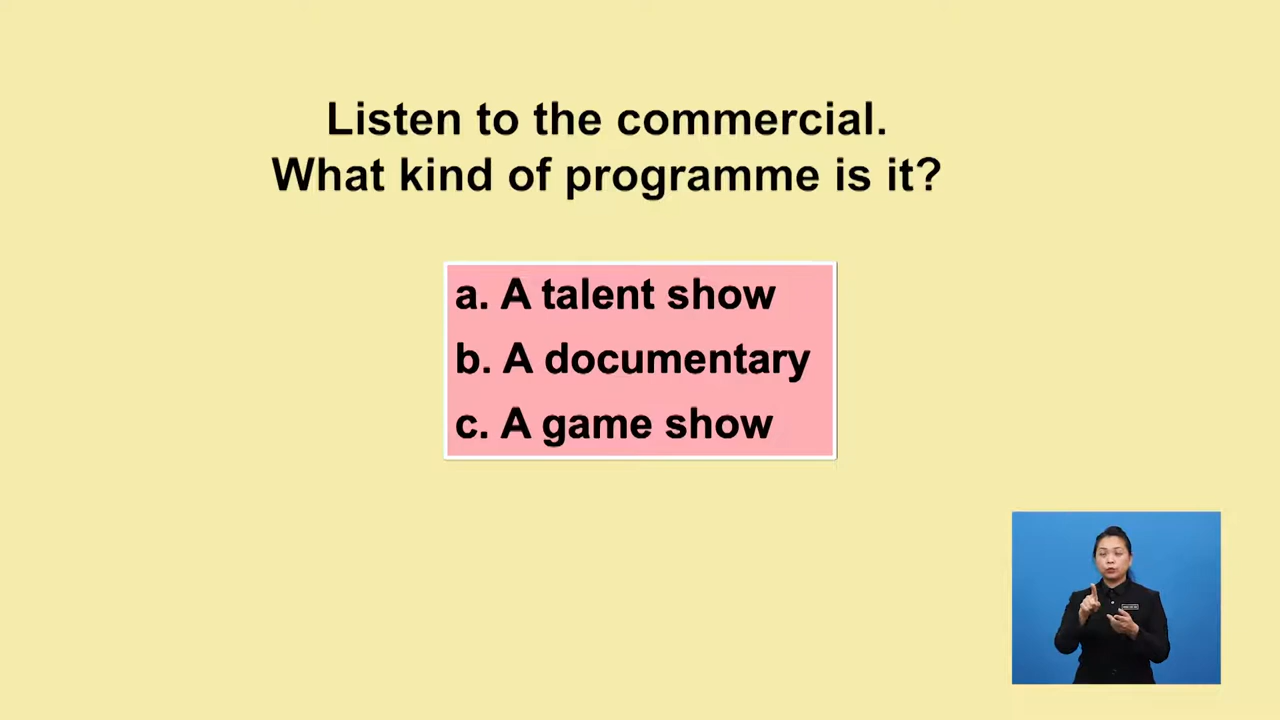 Listen to the commercial.
What kind of programme is it?
a. A talent show
b. A documentary
c. A game show